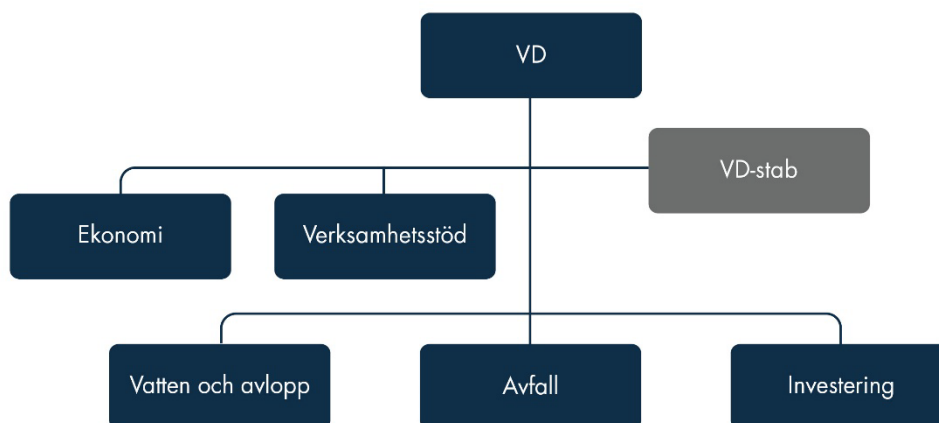 VD
VD-stab
Ekonomi
Verksamhetsstöd
Vatten och avlopp
Avfall
Investering